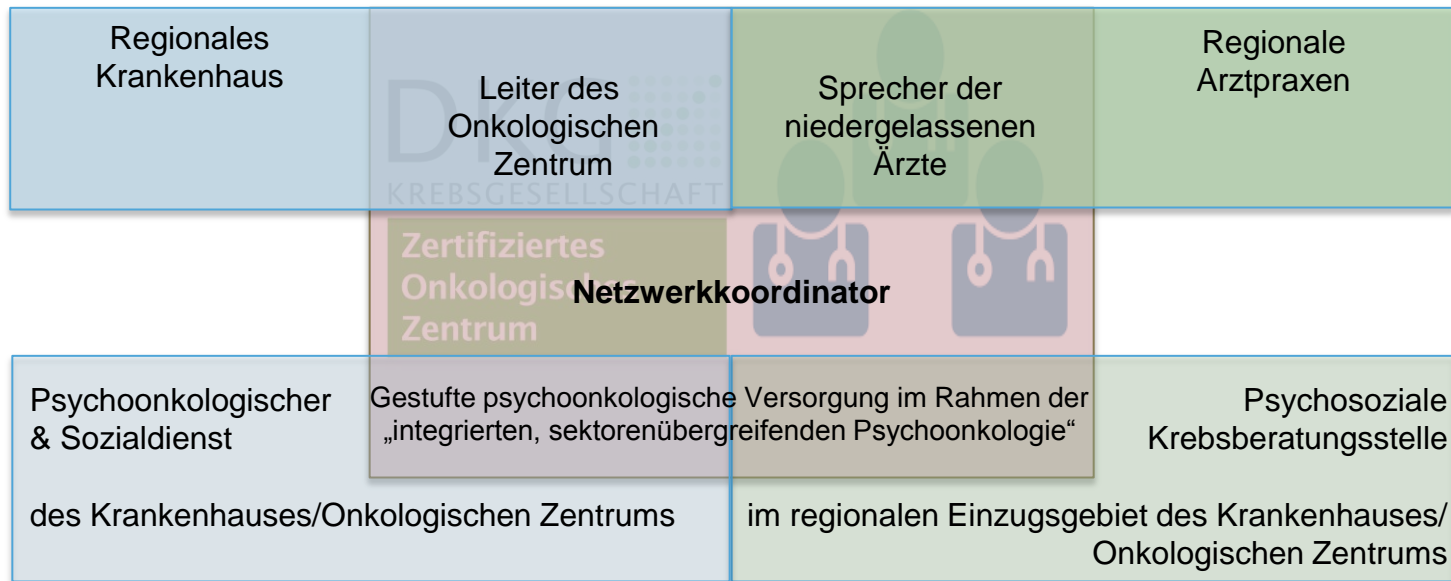 Regionales
Krankenhaus
Leiter des
Onkologischen
Zentrum
Sprecher der
niedergelassenen
Ärzte
Regionale
Arztpraxen
DKG
KREBSGESELLSCHAFT
Zertifiziertes
Onkologisches
Zentrum
Netzwerkkoordinator
Psychoonkologischer
& Sozialdienst
des Krankenhauses/Onkologischen Zentrums
Gestufte psychoonkologische Versorgung im Rahmen der
„integrierten, sektorenübergreifenden Psychoonkologie“
Psychosoziale
Krebsberatungsstelle
im regionalen Einzugsgebiet des Krankenhauses/
Onkologischen Zentrums